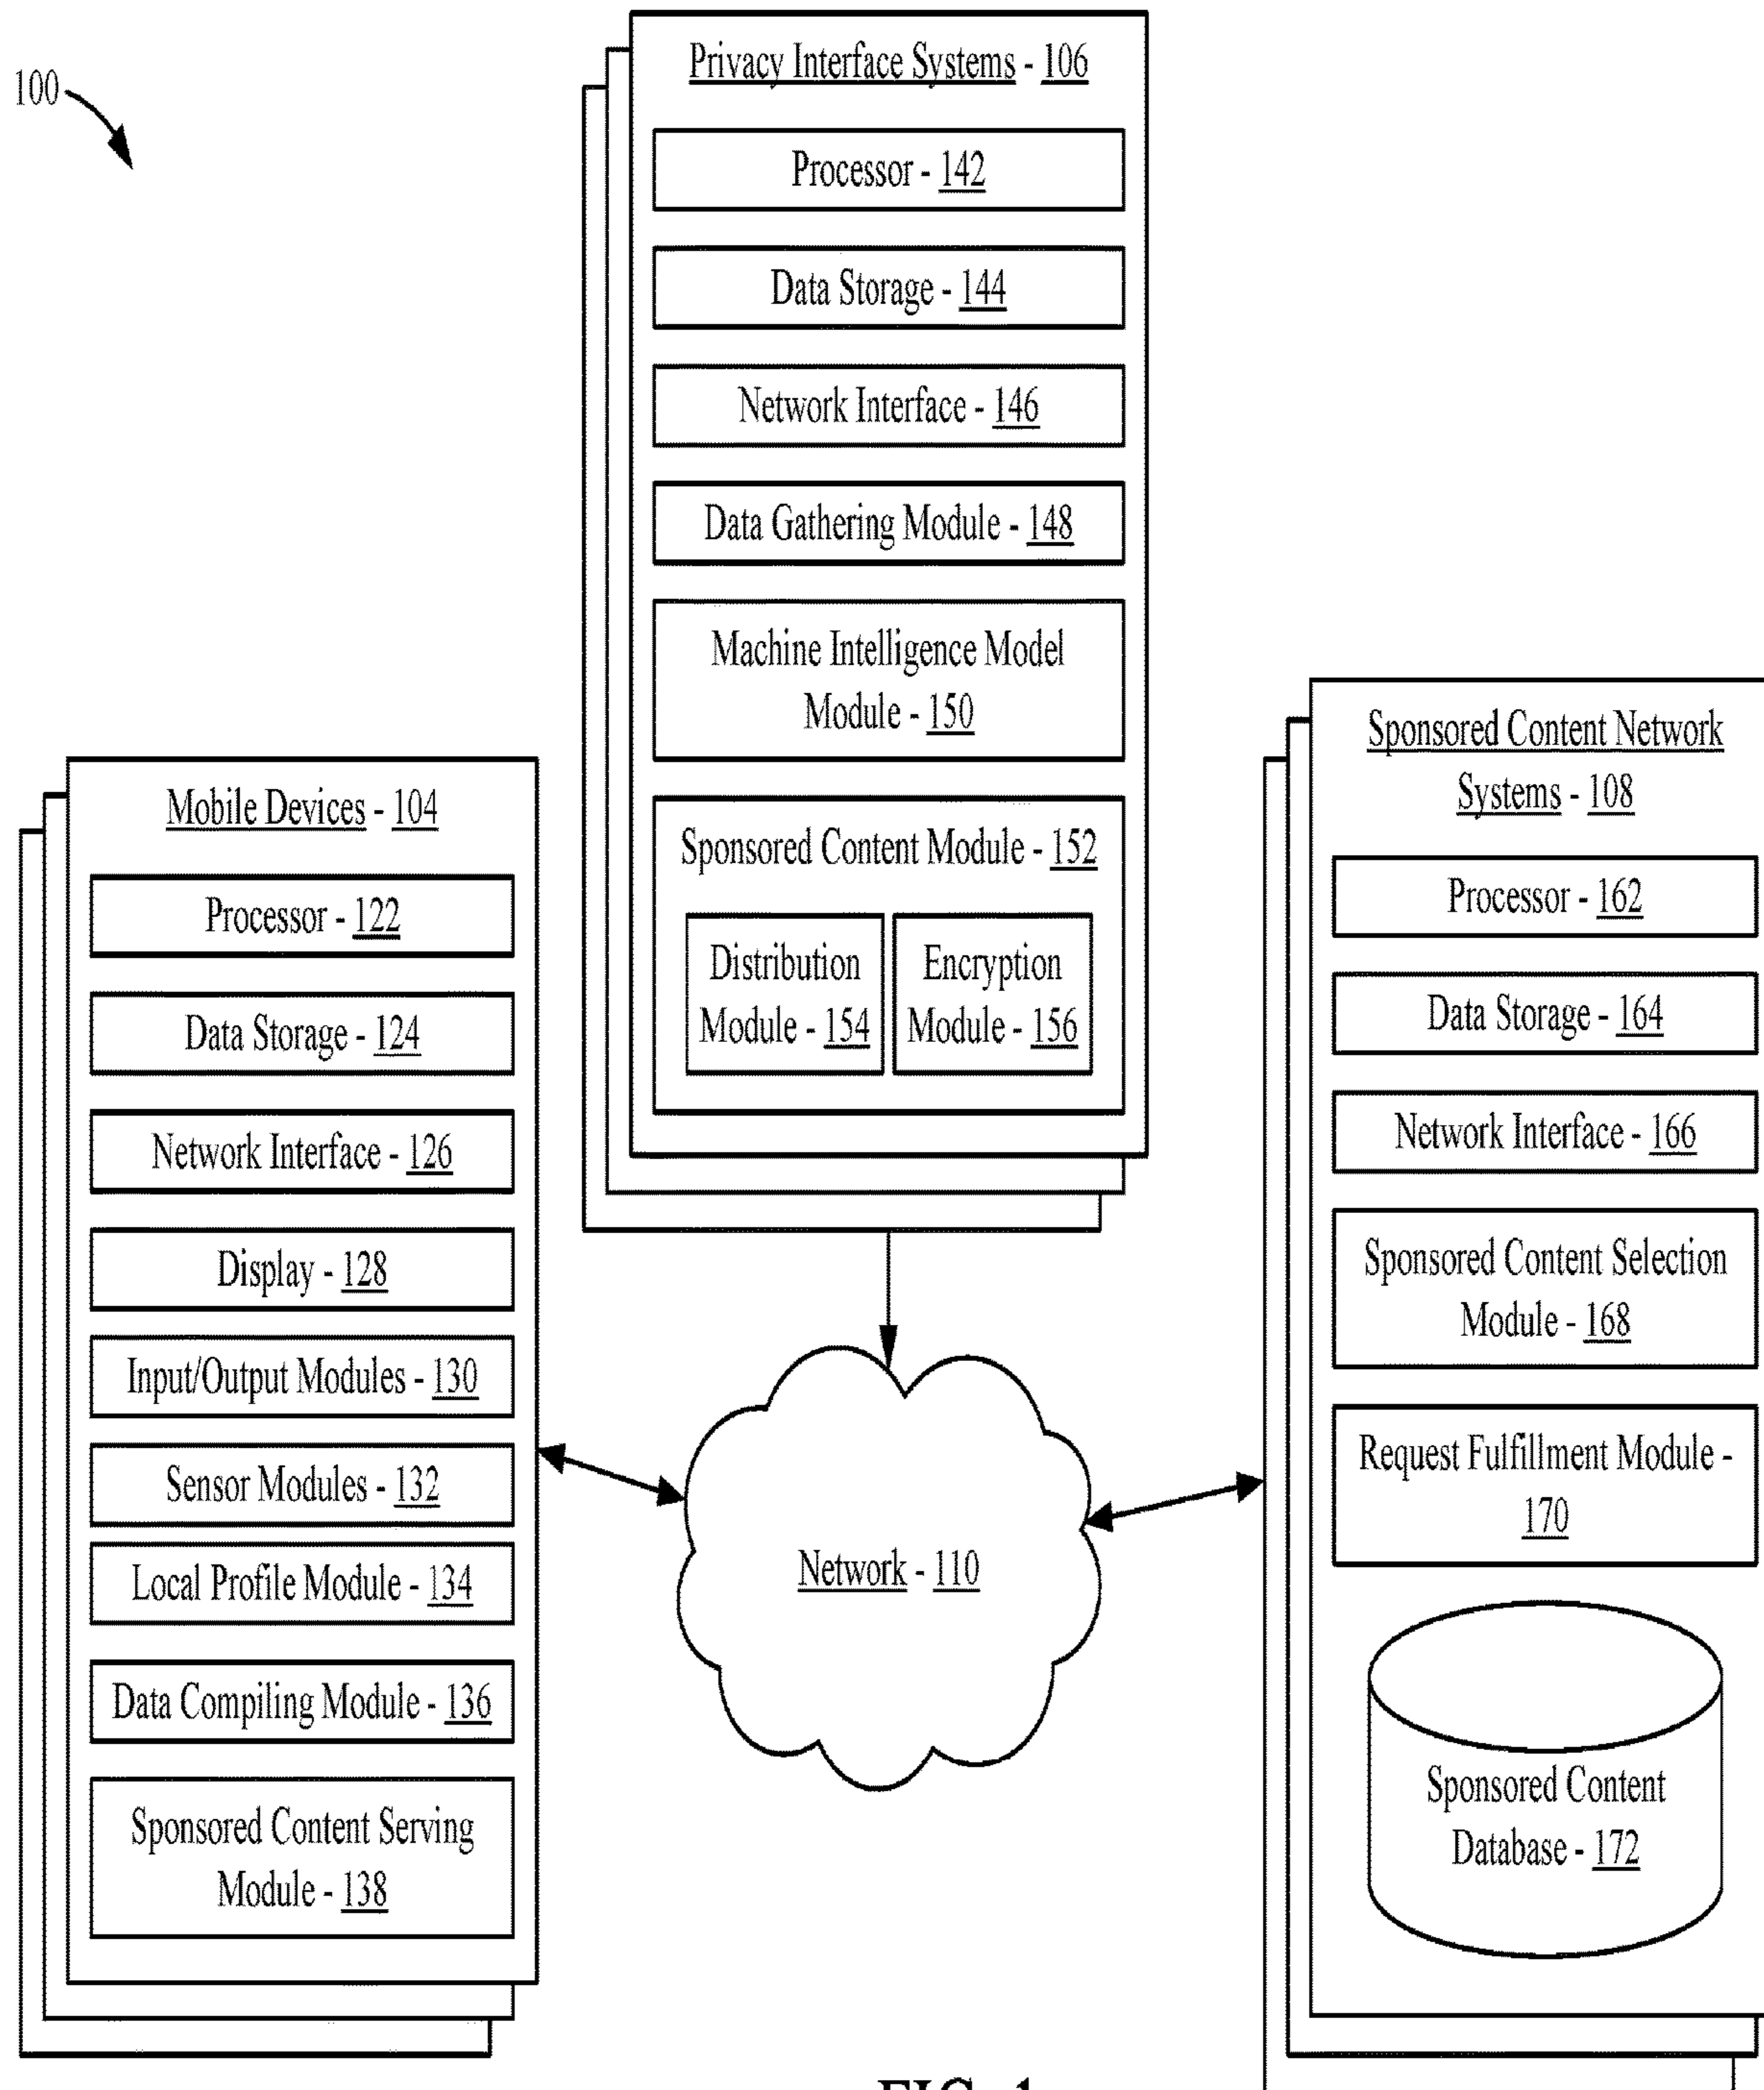 100
Privacy Interface Systems - 106
Processor - 142
Data Storage - 144
Network Interface - 146
Data Gathering Module - 148
Machine Intelligence Model
Module - 150
Sponsored Content Module - 152
Distribution
Module - 154
Encryption
Module - 156
Mobile Devices - 104
Processor - 122
Data Storage - 124
Network Interface - 126
Display - 128
Input/Output Modules - 130
Sensor Modules - 132
Local Profile Module - 134
Data Compiling Module - 136
Sponsored Content Serving
Module - 138
Network - 110
Sponsored Content Network
Systems - 108
Processor - 162
Data Storage - 164
Network Interface - 166
Sponsored Content Selection
Module - 168
Request Fulfillment Module -
170
Sponsored Content
Database - 172
FIG. 1